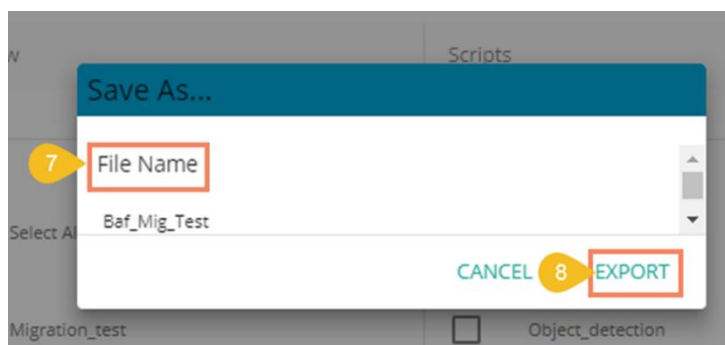 w
Scripts
Save As...
7
File Name
Baf_Mig_Test
Select Al
CANCEL 8 EXPORT
Migration_test
Object_detection